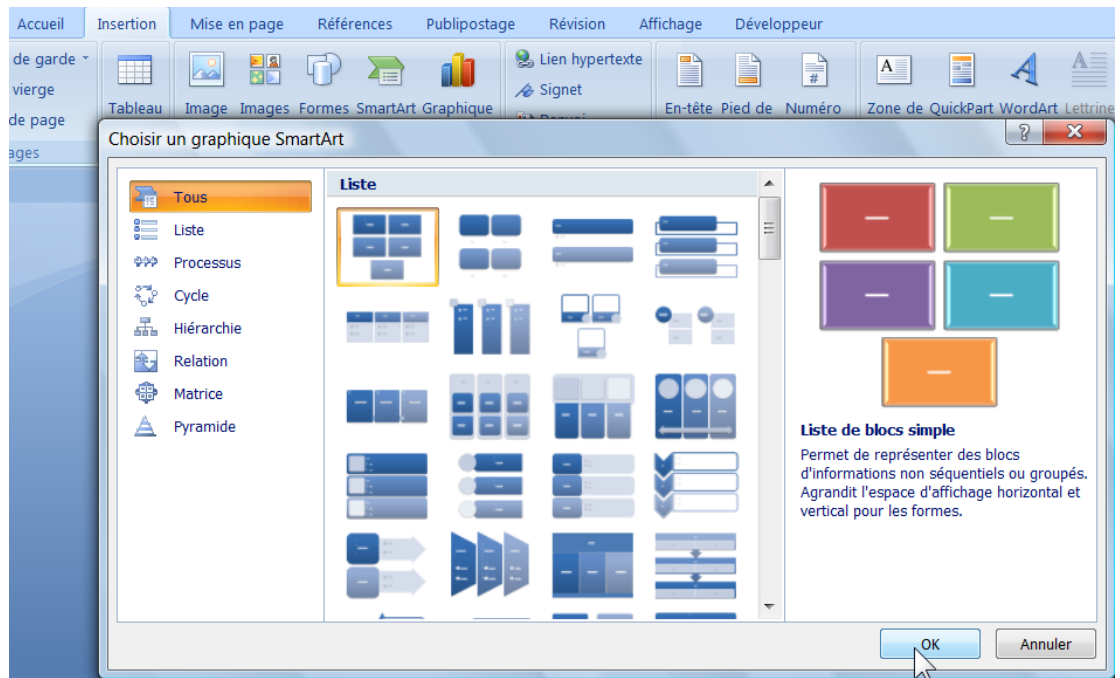 Accueil Insertion Mise en page Références Publipostage Révision Affichage Développeur
de garde
vierge
de page
ages
Tableau Image Images Formes SmartArt Graphique
Lien hypertexte
Signet
En-tête Pied de Numéro
Zone de QuickPart WordArt Lettrine
Choisir un graphique SmartArt
Tous
Liste
Processus
Cycle
Hiérarchie
Relation
Matrice
Pyramide
Liste
Liste de blocs simple
Permet de représenter des blocs
d'informations non séquentiels ou groupés.
Agrandit l'espace d'affichage horizontal et
vertical pour les formes.
OK Annuler